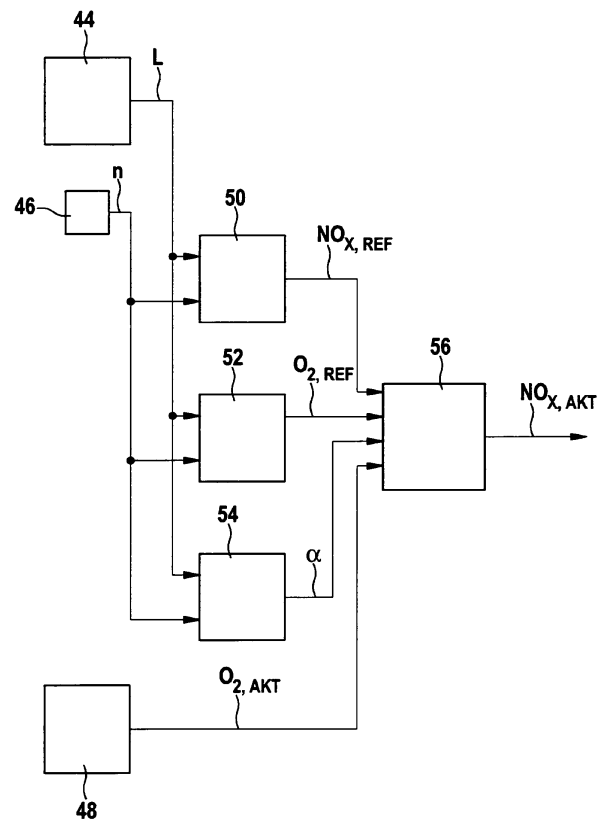 44
L
n
46
50
NOX, REF
52
O2, REF
56
NOX, AKT
54
α
O2, AKT
48